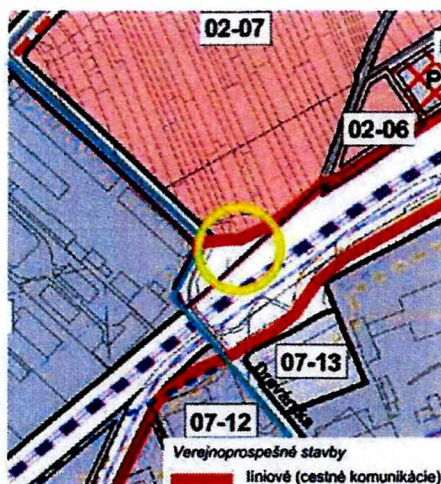 02-07
P
02-06
07-13
07-12
Verejnoprospešné stavby
líniové (cestné komunikácie)